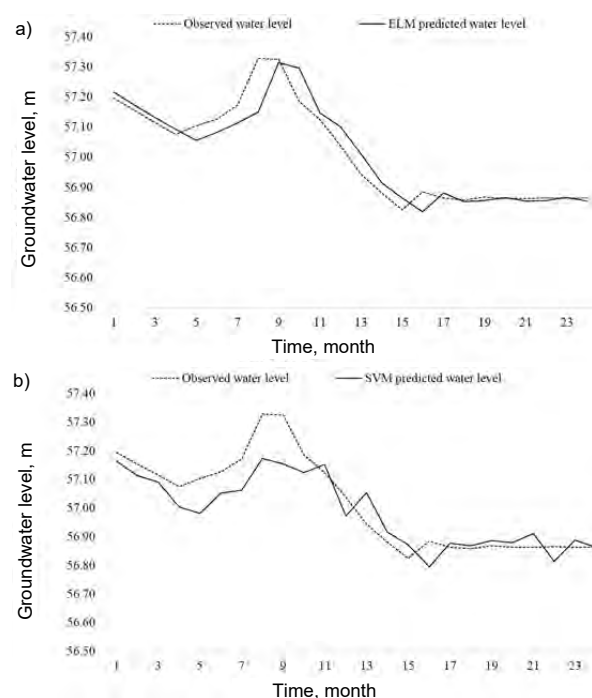 a)
Observed water level
ELM predicted water level
57.40
57.30
57.20
57.10
57.00
56.90
56.80
56.70
56.60
56.50
Groundwater level, m
1 3 5 7 9 11 13 15 17 19 21 23
Time, month
b)
Observed water level
SVM predicted water level
57.40
57.30
57.20
57.10
57.00
56.90
56.80
56.70
56.60
56.50
Groundwater level, m
1 3 5 7 9 11 13 15 17 19 21 23
Time, month